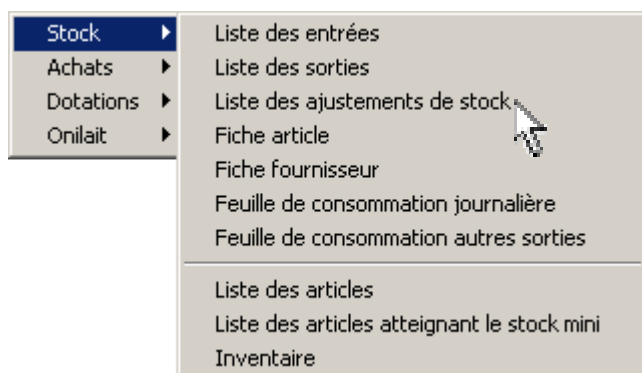 Stock
Achats
Dotations
Onilait
Liste des entrées
Liste des sorties
Liste des ajustements de stock
Fiche article
Fiche fournisseur
Feuille de consommation journalière
Feuille de consommation autres sorties
Liste des articles
Liste des articles atteignant le stock mini
Inventaire